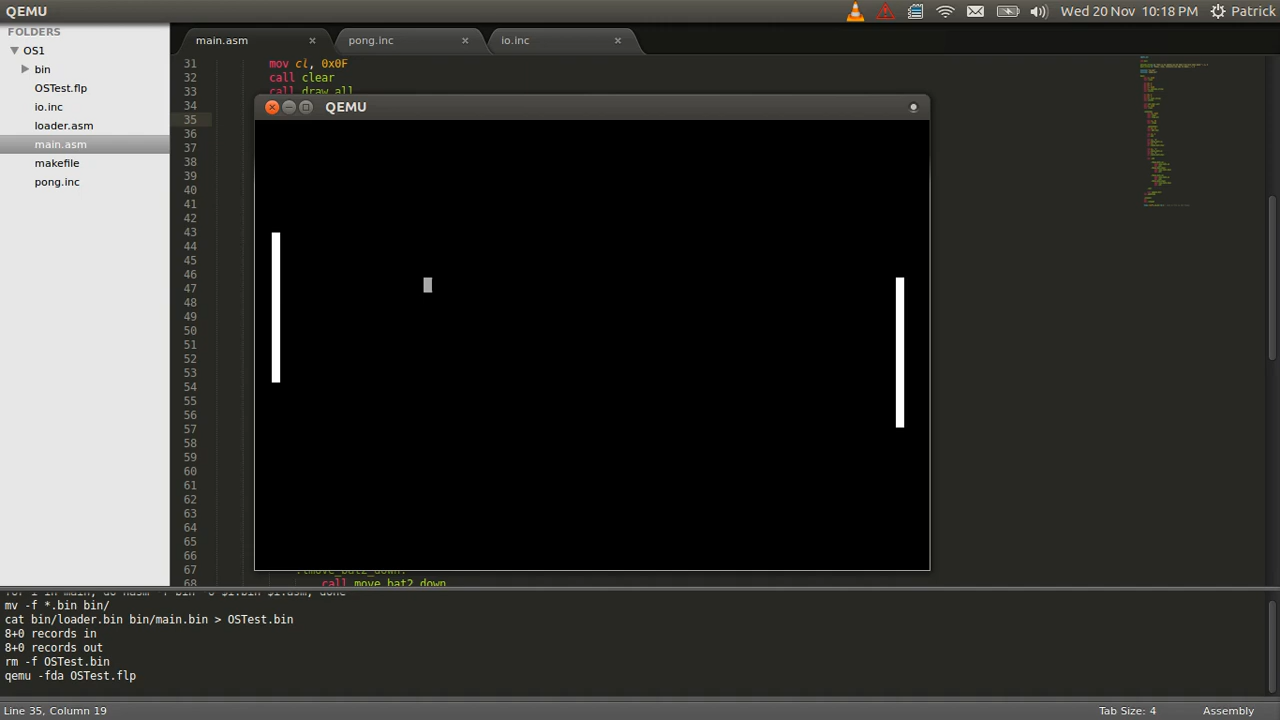 QEMU
Wed 20 Nov 10:18 PM Patrick
FOLDERS
OS1
bin
OSTest.flp
io.inc
loader.asm
main.asm
makefile
pong.inc
main.asm × pong.inc × io.inc ×
31 mov cl, 0x0F
32 call clear
33 call draw_all
34
35
QEMU
36
37
38
39
40
41
42
43
44
45
46
47
48
49
50
51
52
53
54
55
56
57
58
59
60
61
62
63
64
65
66
67 .move_bat2_down:
68 call move_bat2_down
mv -f *.bin bin/
cat bin/loader.bin bin/main.bin > OSTest.bin
8+0 records in
8+0 records out
rm -f OSTest.bin
qemu -fda OSTest.flp
Line 35, Column 19 Tab Size: 4 Assembly